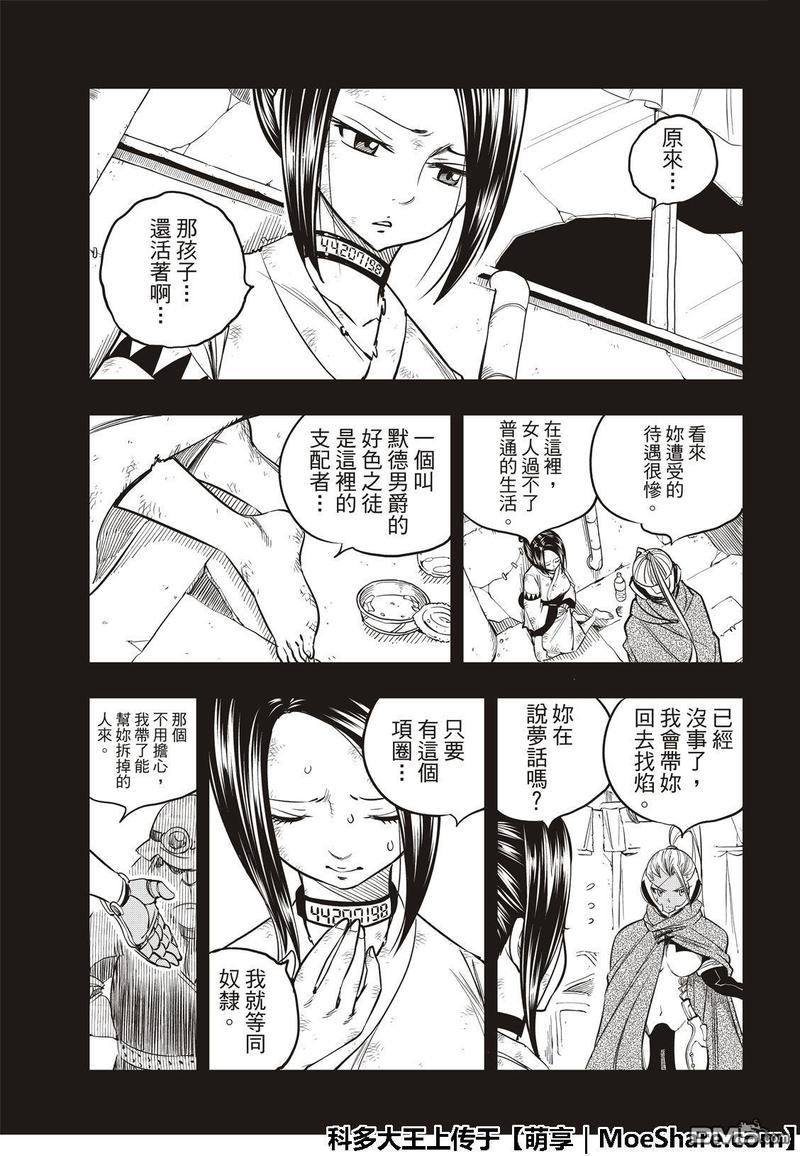 原來…
那孩子…
還活著啊…
44207198
看來
妳遭受的
待遇很慘。
在這裡，
女人過不了
普通的生活。
一個叫
默德男爵的
好色之徒
是這裡的
支配者…
已經
沒事了，
我會帶妳
回去找焰。
妳在
說夢話嗎？
只要
有這個
項圈…
44207198
我就等同
奴隸。
那個
不用擔心，
我帶了能
幫妳拆掉的
人來。
科多大王上传于【萌享｜MoeShare.com】